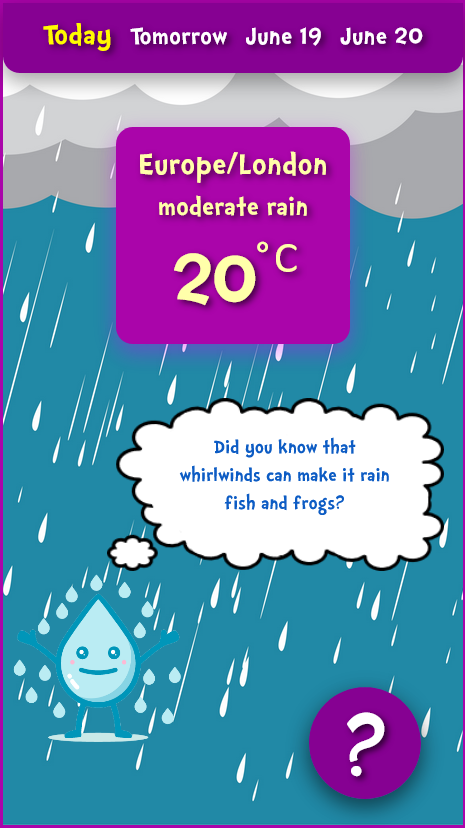 Today Tomorrow June 19 June 20
Europe/London
moderate rain
20°C
Did you know that
whirlwinds can make it rain
fish and frogs?
?